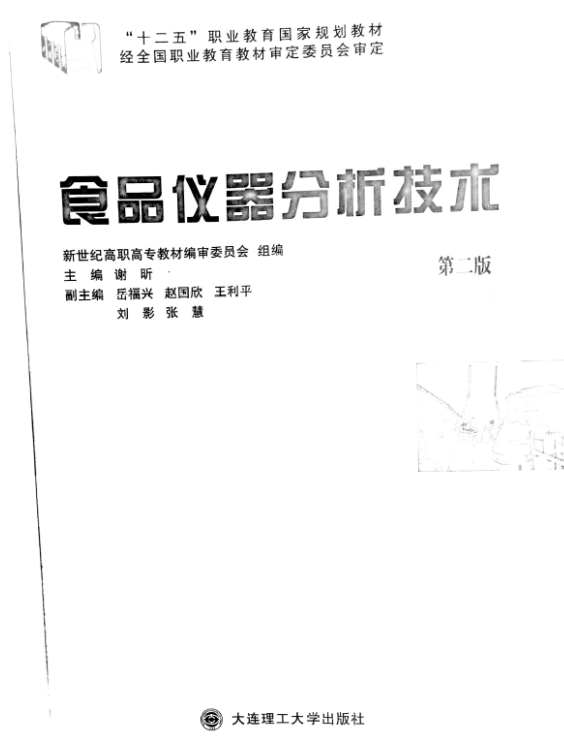 “十二五”职业教育国家规划教材
经全国职业教育教材审定委员会审定
食品仪器分析技术
新世纪高职高专教材编审委员会 组编
主 编 谢 昕
第二版
副主编 岳福兴 赵国欣 王利平
刘 影 张 慧
大连理工大学出版社